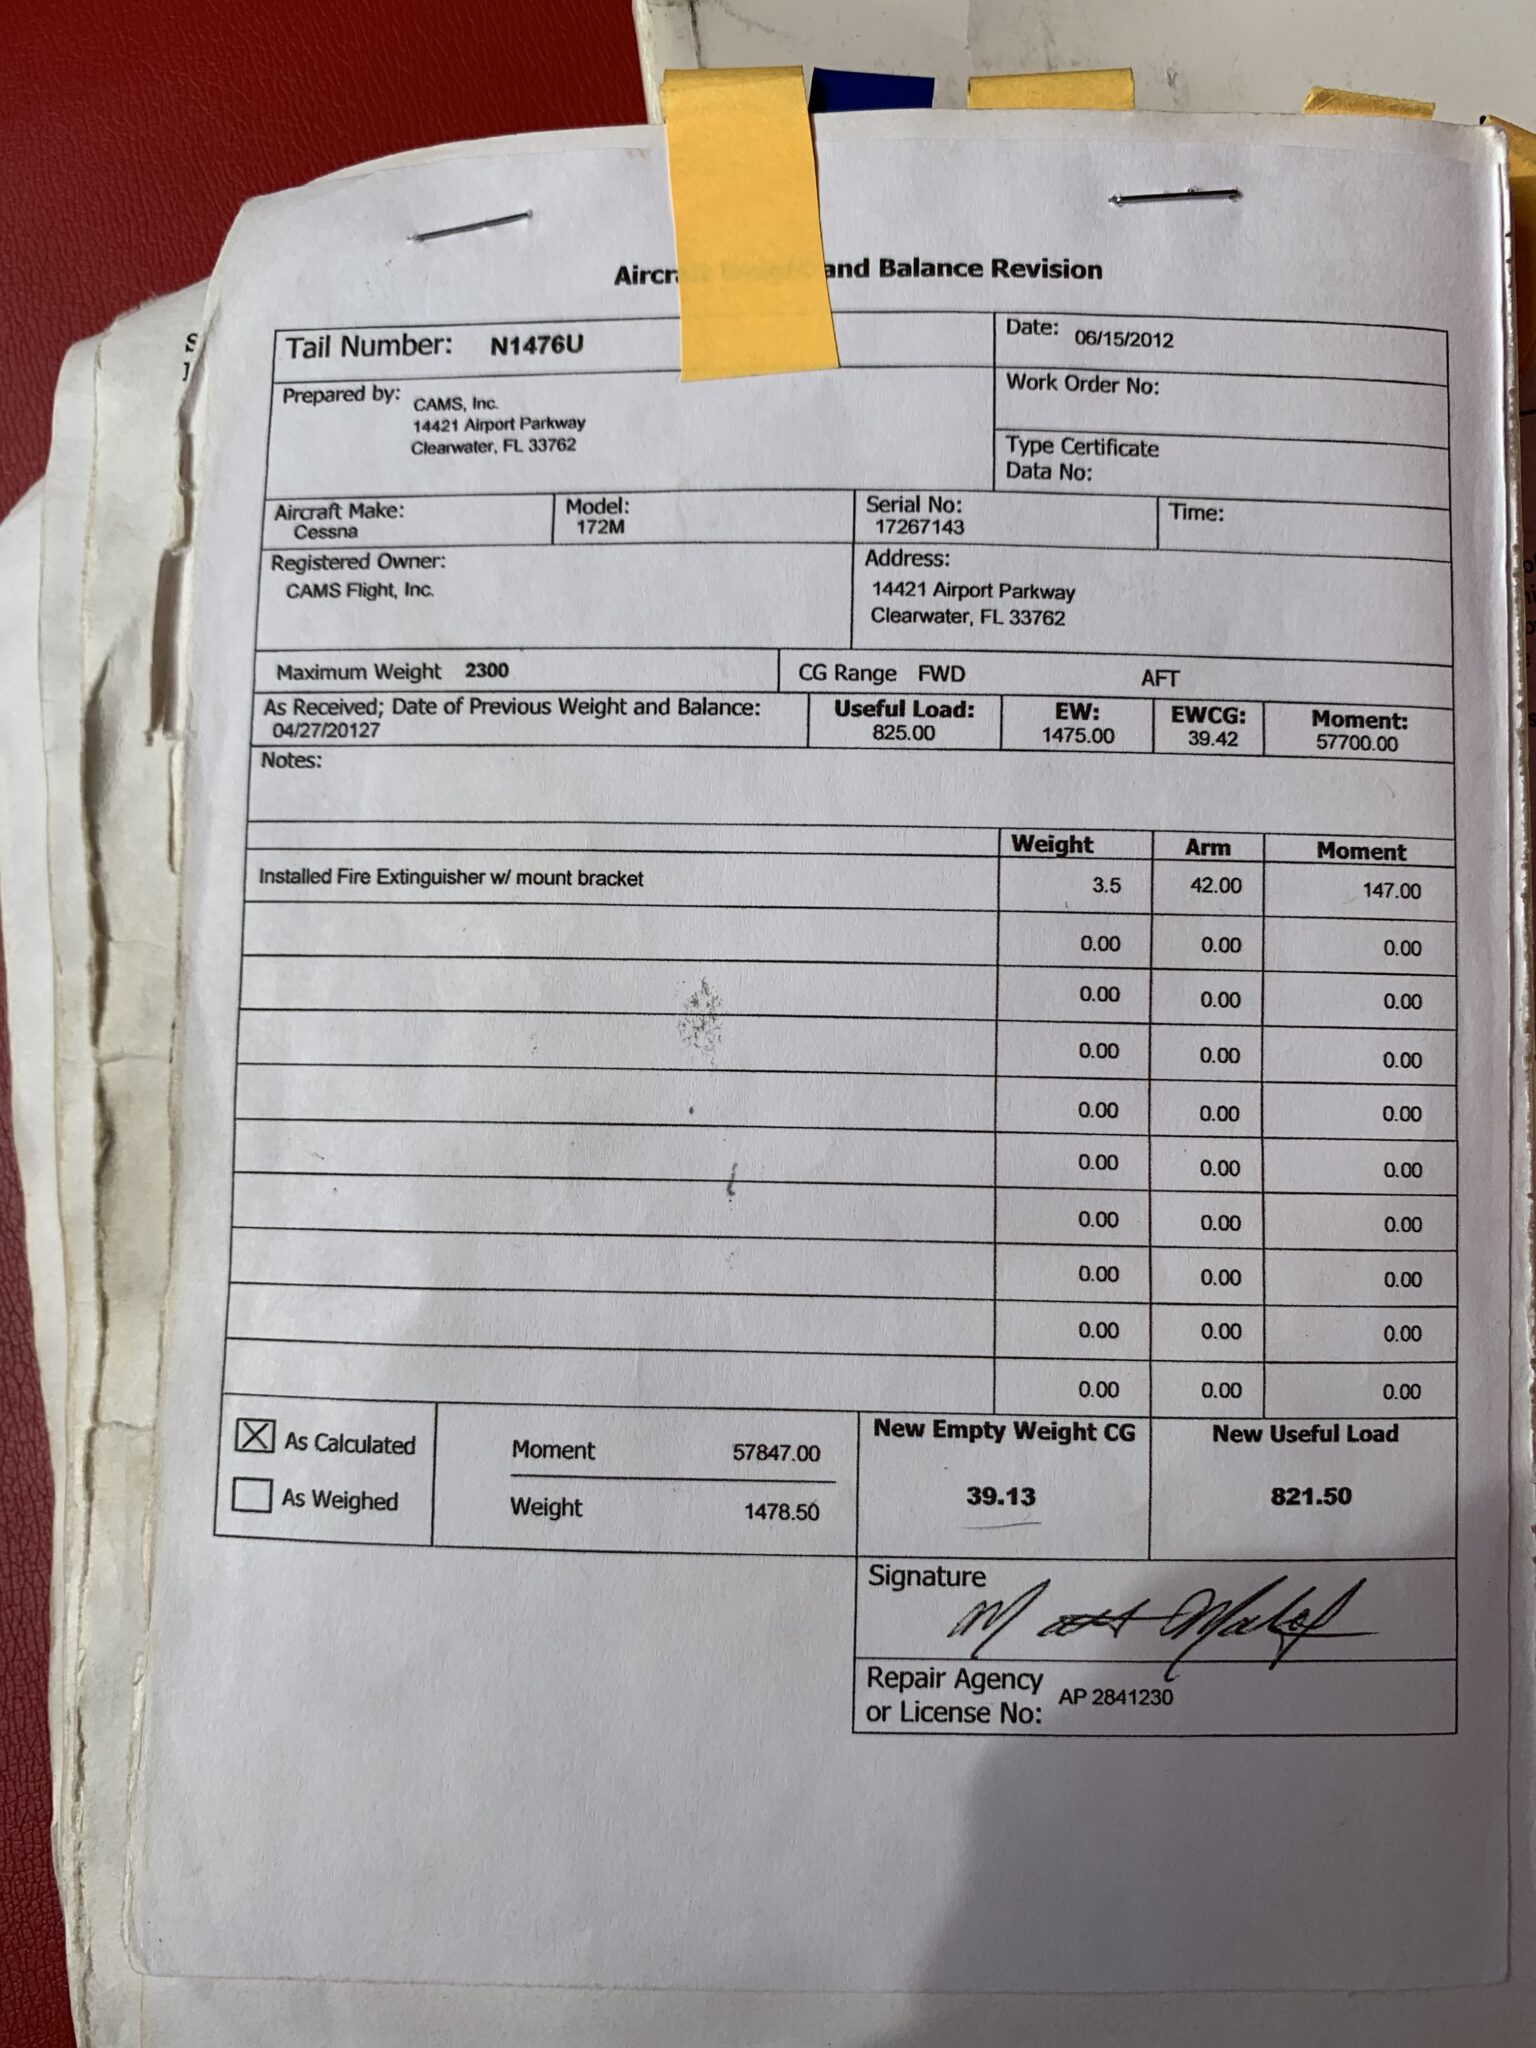 Aircr and Balance Revision
Tail Number: N1476U
Date: 06/15/2012
Prepared by: CAMS, Inc.
14421 Airport Parkway
Clearwater, FL 33762
Work Order No:
Type Certificate
Data No:
Aircraft Make:
Cessna
Model:
172M
Serial No:
17267143
Time:
Registered Owner:
CAMS Flight, Inc.
Address:
14421 Airport Parkway
Clearwater, FL 33762
Maximum Weight 2300
CG Range FWD AFT
As Received; Date of Previous Weight and Balance:
04/27/20127
Useful Load:
825.00
EW:
1475.00
EWCG:
39.42
Moment:
57700.00
Notes:
Weight Arm Moment
Installed Fire Extinguisher w/ mount bracket 3.5 42.00 147.00
0.00 0.00 0.00
0.00 0.00 0.00
0.00 0.00 0.00
0.00 0.00 0.00
0.00 0.00 0.00
0.00 0.00 0.00
0.00 0.00 0.00
0.00 0.00 0.00
0.00 0.00 0.00
As Calculated
As Weighed
Moment 57847.00
Weight 1478.50
New Empty Weight CG
39.13
New Useful Load
821.50
Signature
Repair Agency
or License No: AP 2841230